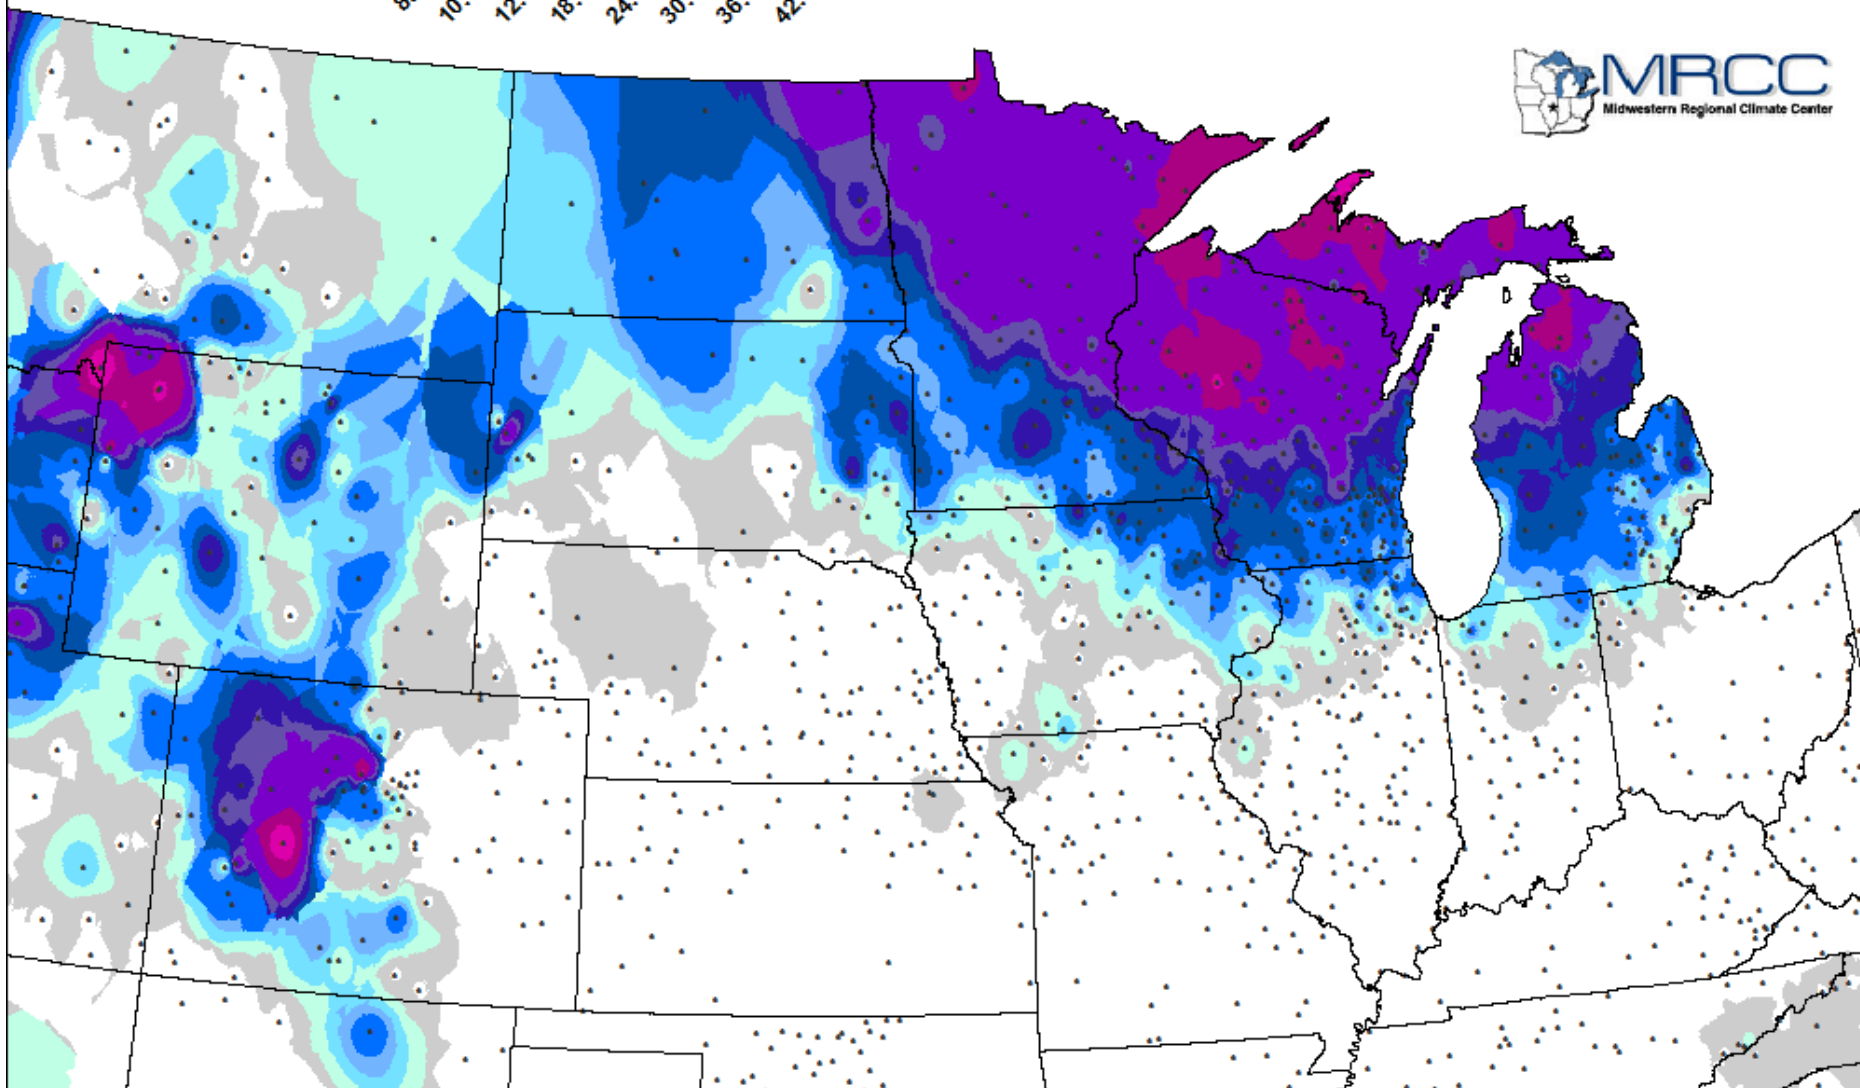 10. 12. 18. 24. 30. 36. 42.
MRCC
Midwestern Regional Climate Center